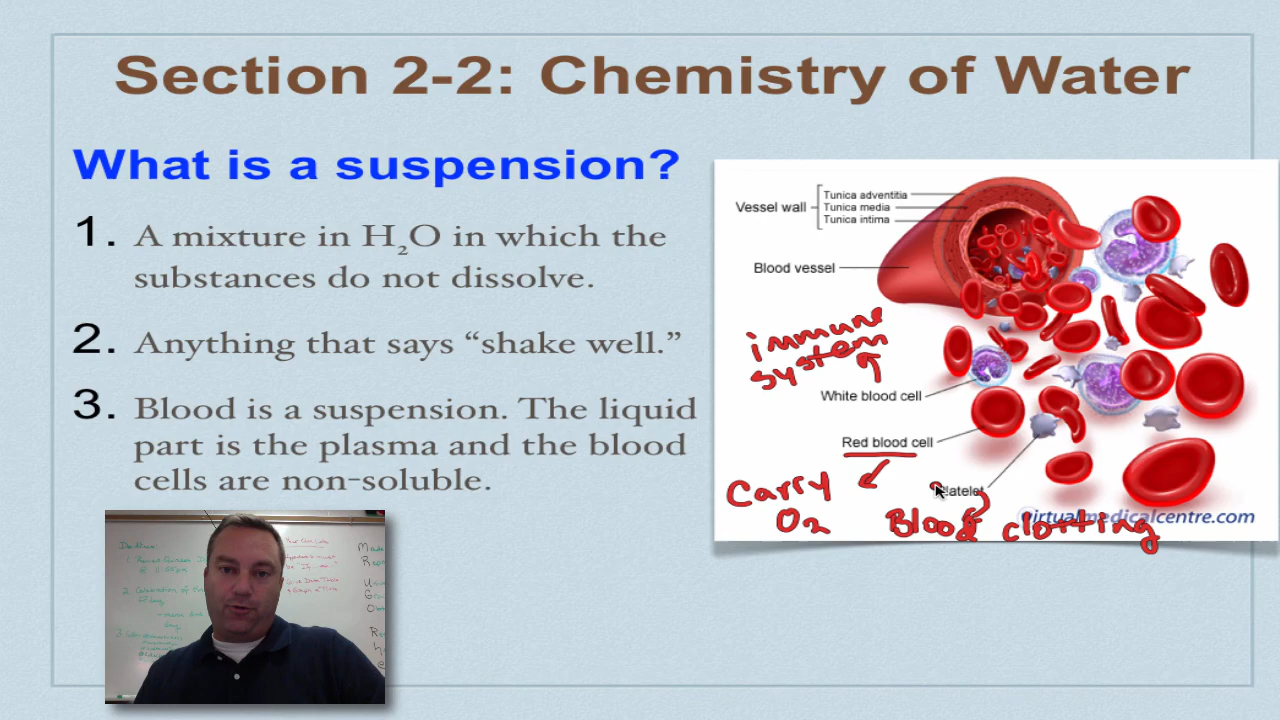 Section 2-2: Chemistry of Water
What is a suspension?
1. A mixture in H₂O in which the
substances do not dissolve.
2. Anything that says “shake well.”
3. Blood is a suspension. The liquid
part is the plasma and the blood
cells are non-soluble.
Vessel wall
Tunica adventitia
Tunica media
Tunica intima
Blood vessel
immune
system
White blood cell
Red blood cell
Platelet
Carry
O₂
Blood clotting
virtualmedicalcentre.com